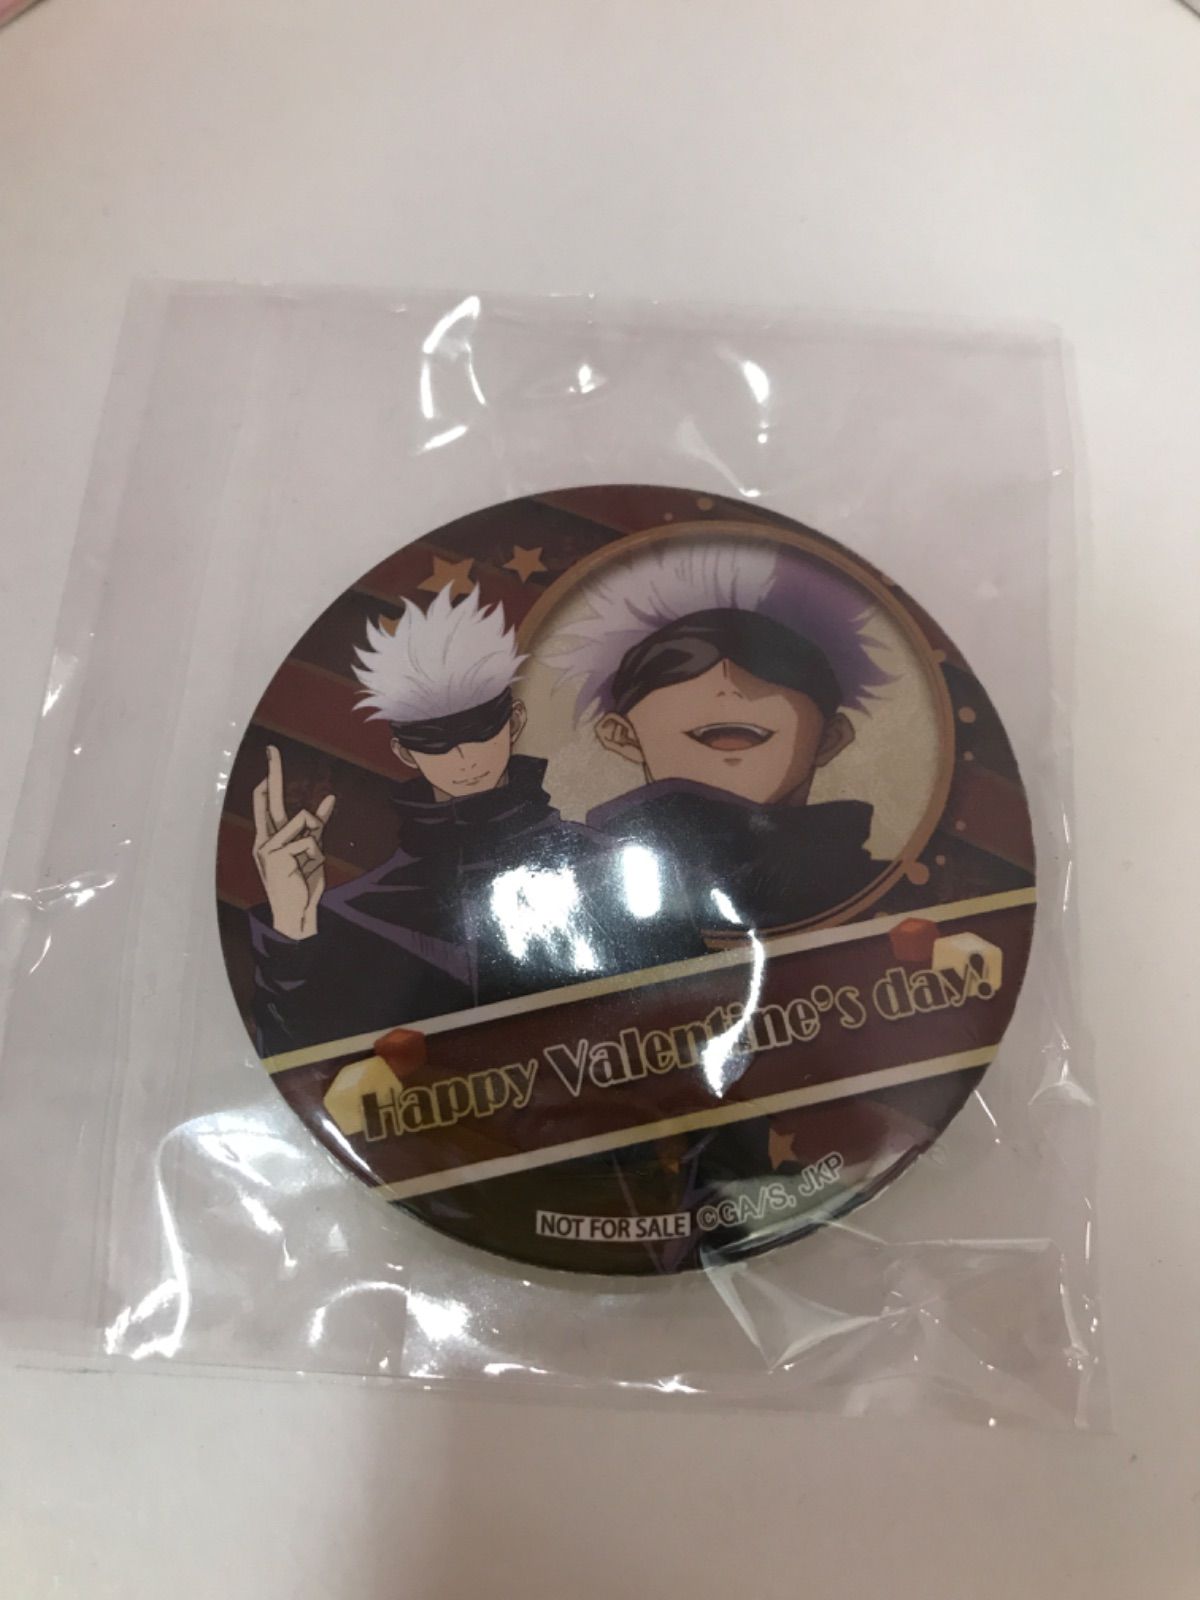 Happy Valentine's day!
NOT FOR SALE ©GA/S, JKP